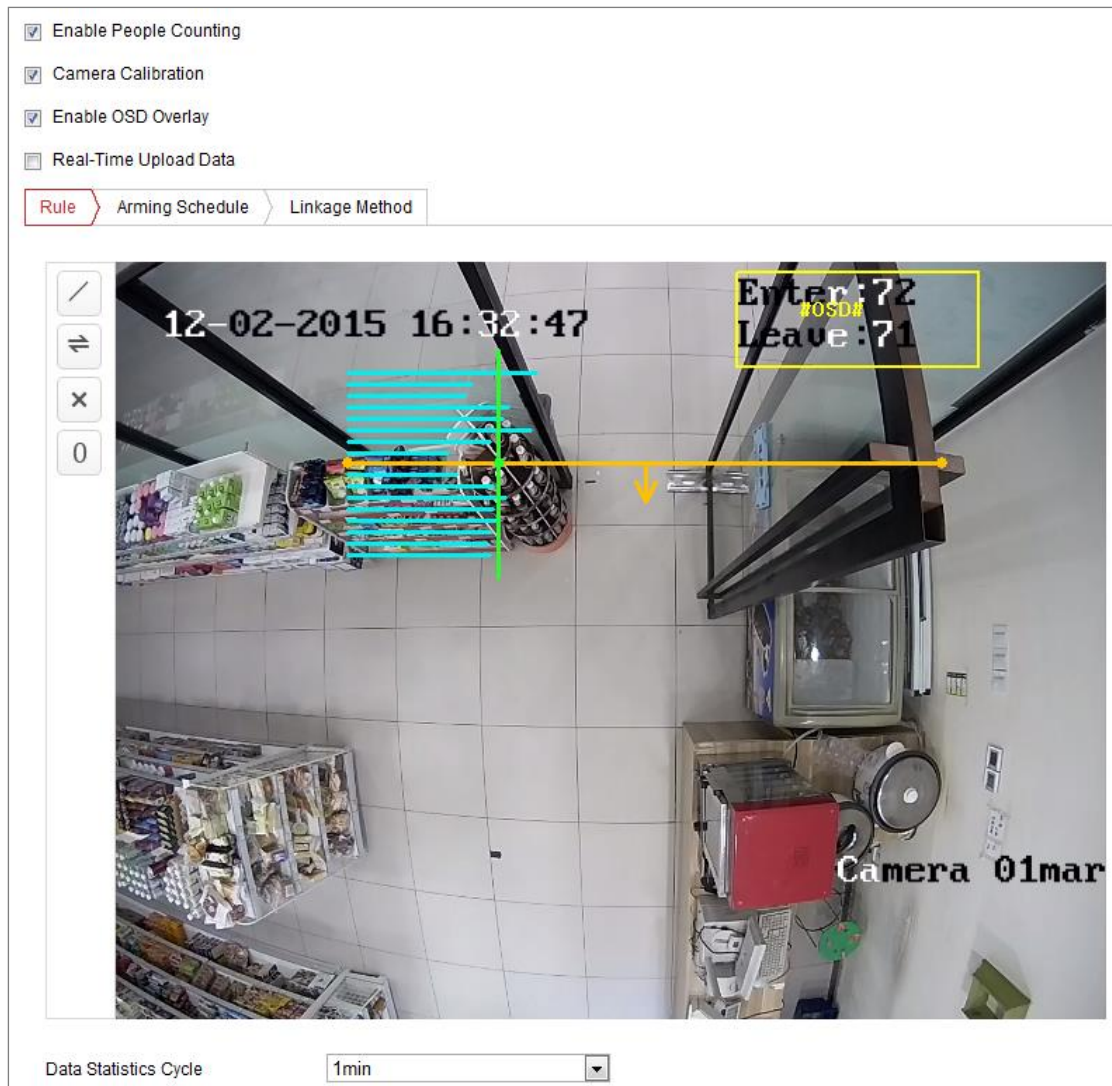 Enable People Counting
Camera Calibration
Enable OSD Overlay
Real-Time Upload Data
Rule Arming Schedule Linkage Method
12-02-2015 16:32:47
Enter:72
#OSD#
Leave:71
0
Camera 01mar
Data Statistics Cycle 1min